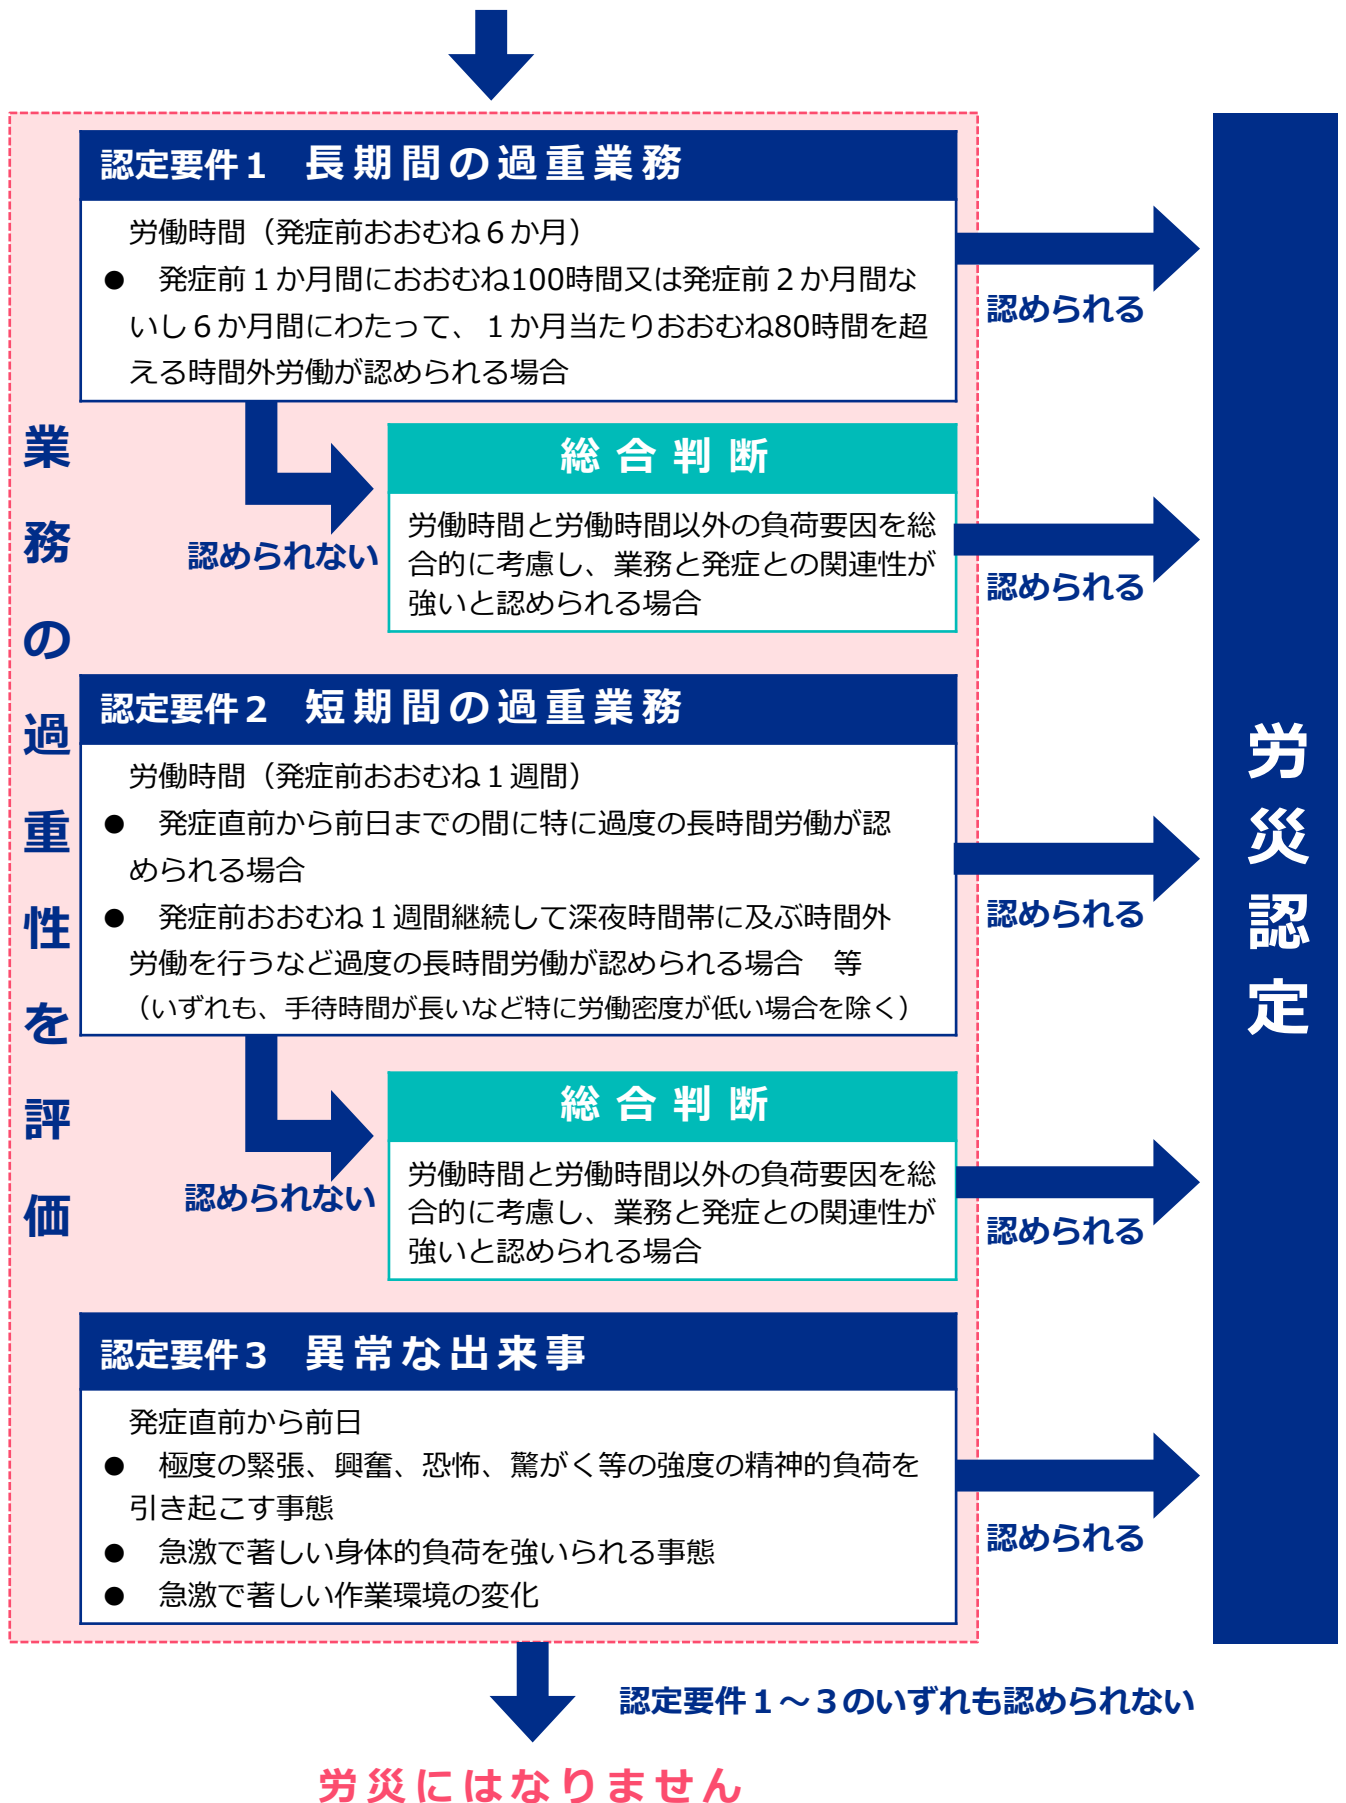 認定要件１　長期間の過重業務
労働時間（発症前おおむね６か月）
●　発症前１か月間におおむね100時間又は発症前２か月間な
いし６か月間にわたって、１か月当たりおおむね80時間を超
える時間外労働が認められる場合
認められる
認められない
総合判断
労働時間と労働時間以外の負荷要因を総
合的に考慮し、業務と発症との関連性が
強いと認められる場合
認められる
認定要件２　短期間の過重業務
労働時間（発症前おおむね１週間）
●　発症直前から前日までの間に特に過度の長時間労働が認
められる場合
●　発症前おおむね１週間継続して深夜時間帯に及ぶ時間外
労働を行うなど過度の長時間労働が認められる場合　等
（いずれも、手待時間が長いなど特に労働密度が低い場合を除く）
認められる
認められない
総合判断
労働時間と労働時間以外の負荷要因を総
合的に考慮し、業務と発症との関連性が
強いと認められる場合
認められる
認定要件３　異常な出来事
発症直前から前日
●　極度の緊張、興奮、恐怖、驚がく等の強度の精神的負荷を
引き起こす事態
●　急激で著しい身体的負荷を強いられる事態
●　急激で著しい作業環境の変化
認められる
業務の過重性を評価
労災認定
認定要件１～３のいずれも認められない
労災にはなりません